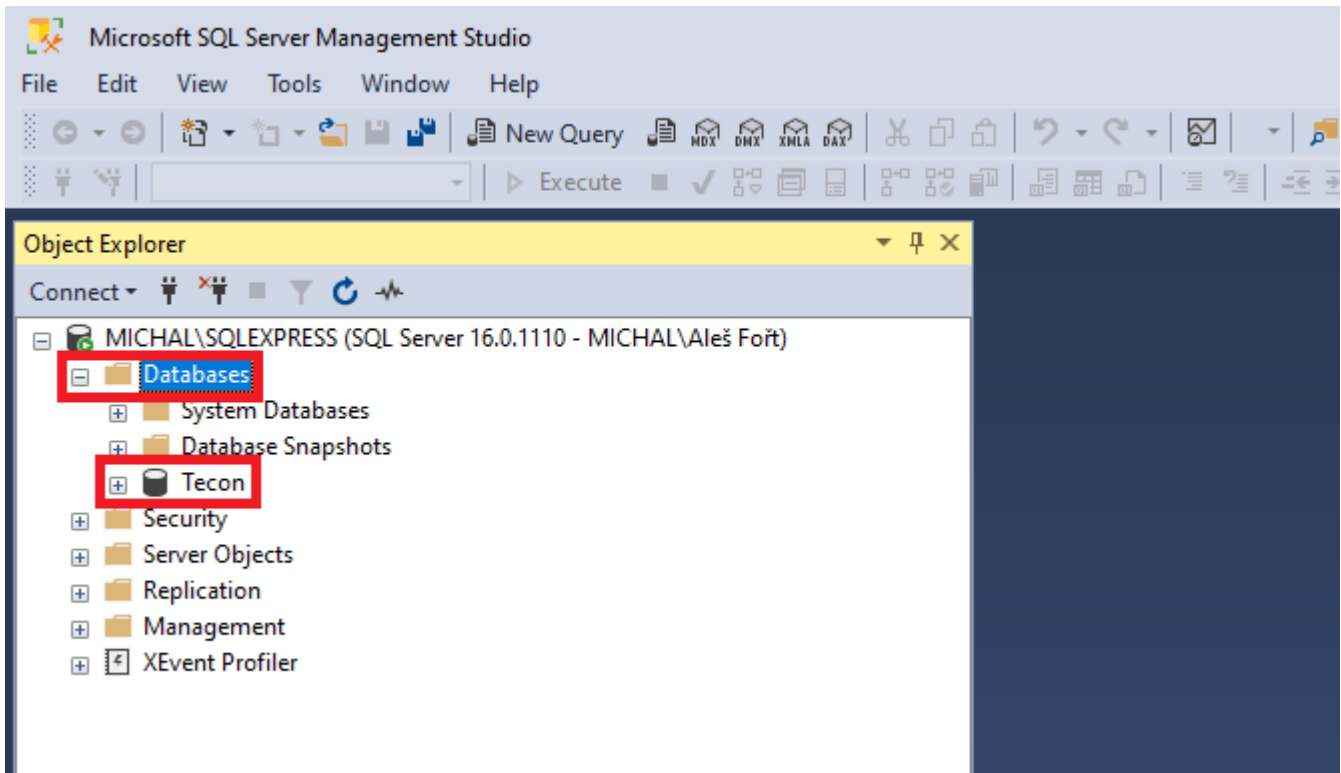 Microsoft SQL Server Management Studio
File Edit View Tools Window Help
New Query MDX DMX XMLA DAX
Execute
Object Explorer
Connect
MICHAL\SQLEXPRESS (SQL Server 16.0.1110 - MICHAL\Aleš Fořt)
Databases
System Databases
Database Snapshots
Tecon
Security
Server Objects
Replication
Management
XEvent Profiler